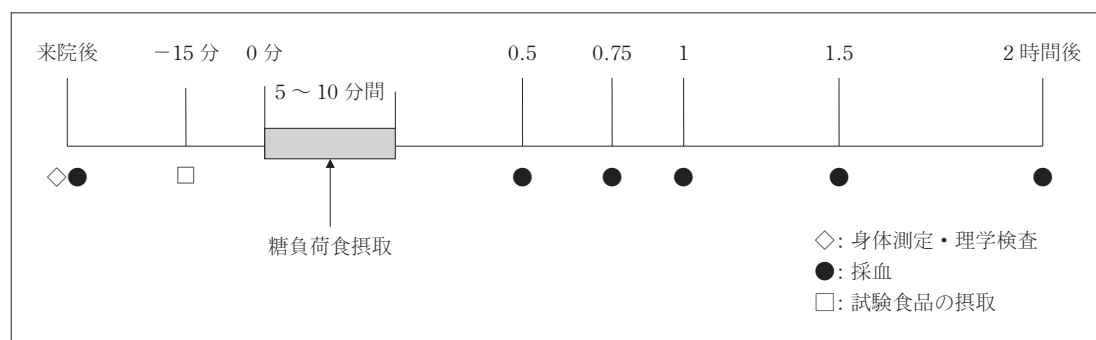 来院後 －15 分 0 分 0.5 0.75 1 1.5 2 時間後
5 〜 10 分間
糖負荷食摂取
◇: 身体測定・理学検査
●: 採血
□: 試験食品の摂取